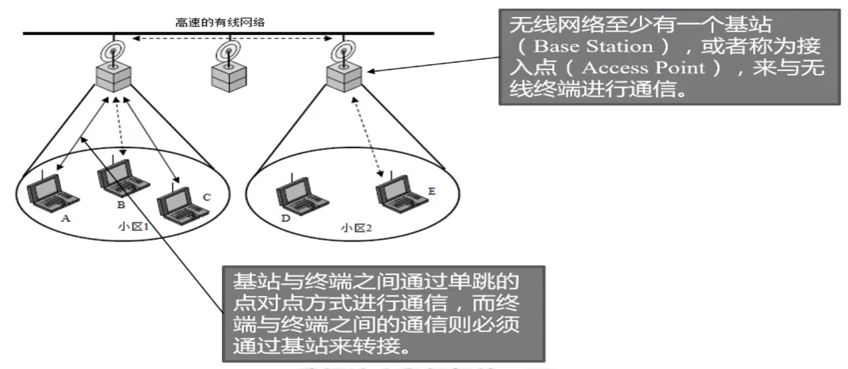 高速的有线网络
无线网络至少有一个基站
（Base Station），或者称为接
入点（Access Point），来与无
线终端进行通信。
A
B
C
小区1
D
E
小区2
基站与终端之间通过单跳的
点对点方式进行通信，而终
端与终端之间的通信则必须
通过基站来转接。